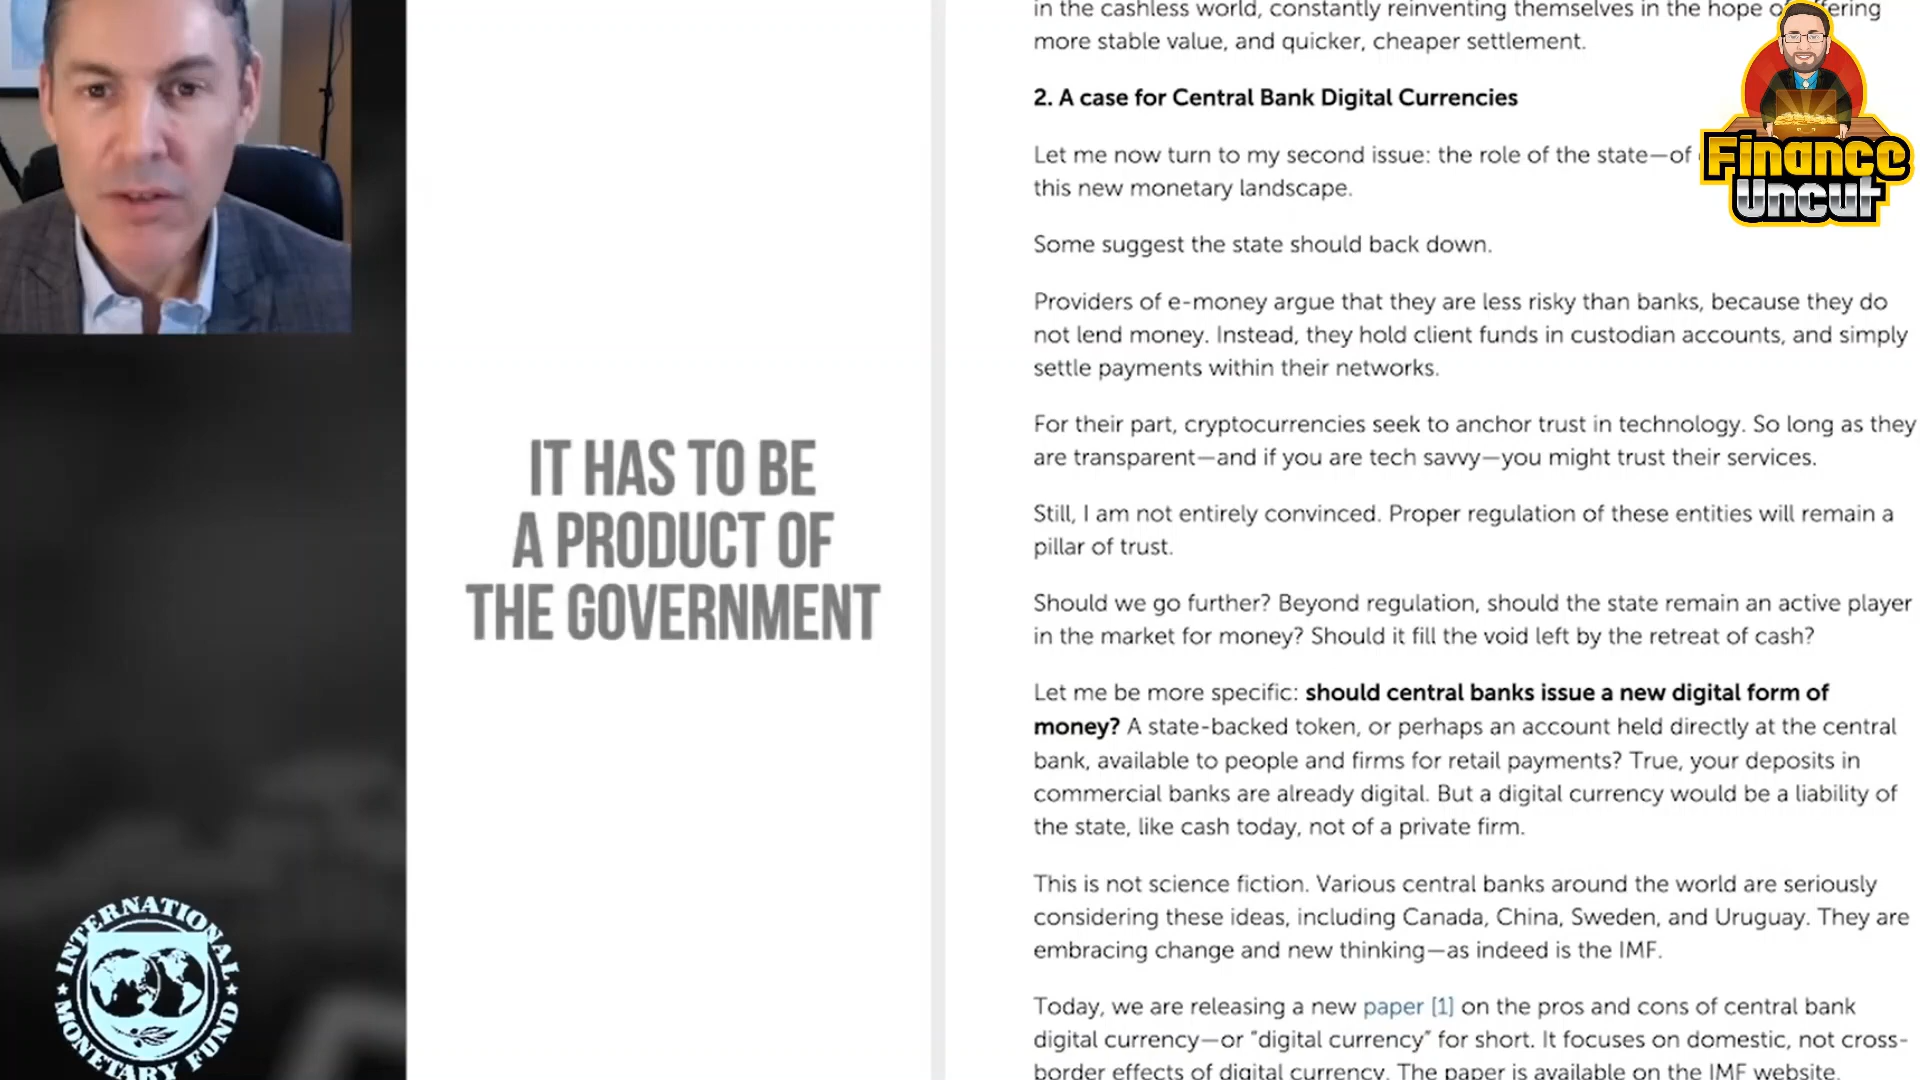 in the cashless world, constantly reinventing themselves in the hope
more stable value, and quicker, cheaper settlement.
2. A case for Central Bank Digital Currencies
Let me now turn to my second issue: the role of the state—of
this new monetary landscape.
Some suggest the state should back down.
Providers of e-money argue that they are less risky than banks, because they do
not lend money. Instead, they hold client funds in custodian accounts, and simply
settle payments within their networks.
For their part, cryptocurrencies seek to anchor trust in technology. So long as they
are transparent—and if you are tech savvy—you might trust their services.
Still, I am not entirely convinced. Proper regulation of these entities will remain a
pillar of trust.
Should we go further? Beyond regulation, should the state remain an active player
in the market for money? Should it fill the void left by the retreat of cash?
Let me be more specific: should central banks issue a new digital form of
money? A state-backed token, or perhaps an account held directly at the central
bank, available to people and firms for retail payments? True, your deposits in
commercial banks are already digital. But a digital currency would be a liability of
the state, like cash today, not of a private firm.
This is not science fiction. Various central banks around the world are seriously
considering these ideas, including Canada, China, Sweden, and Uruguay. They are
embracing change and new thinking—as indeed is the IMF.
Today, we are releasing a new paper [1] on the pros and cons of central bank
digital currency—or "digital currency" for short. It focuses on domestic, not cross-
border effects of digital currency. The paper is available on the IMF website.
IT HAS TO BE
A PRODUCT OF
THE GOVERNMENT
Finance
Uncut
INTERNATIONAL
MONETARY FUND